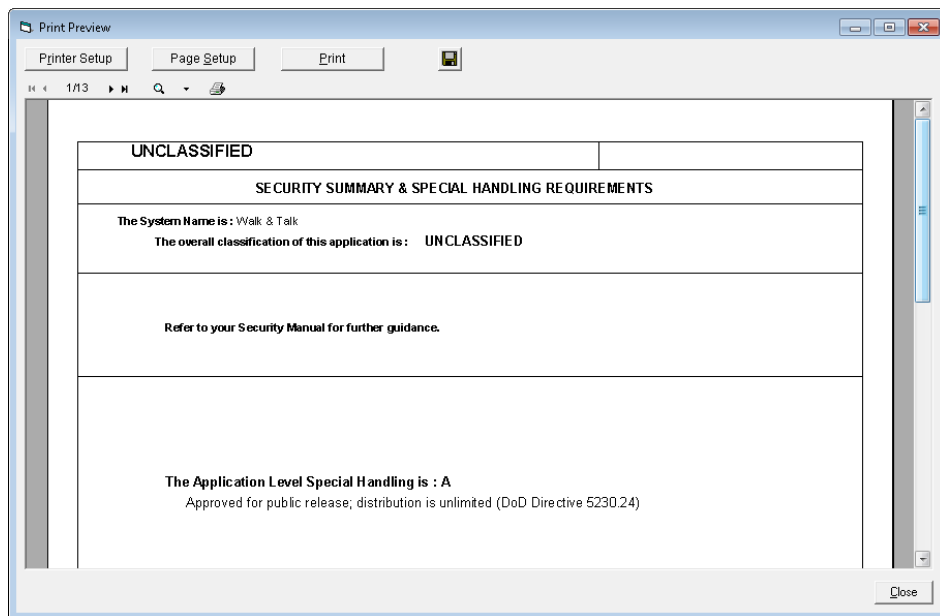 Print Preview
Printer Setup Page Setup Print
1/13
UNCLASSIFIED
SECURITY SUMMARY & SPECIAL HANDLING REQUIREMENTS
The System Name is : Walk & Talk
The overall classification of this application is : UNCLASSIFIED
Refer to your Security Manual for further guidance.
The Application Level Special Handling is : A
Approved for public release; distribution is unlimited (DoD Directive 5230.24)
Close